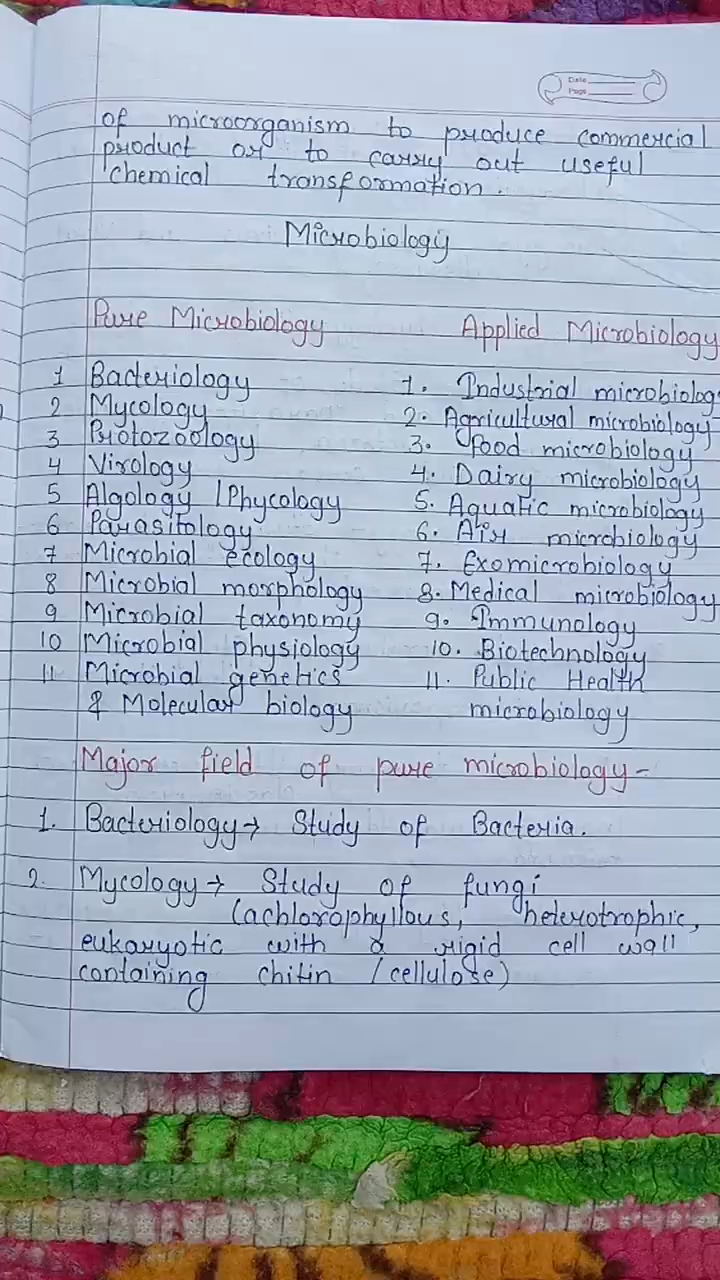 Date
Page
of microorganism to produce commercial
product or to carry out useful
chemical transformation.
Microbiology
Pure Microbiology Applied Microbiology
1 Bacteriology 1. Industrial microbiolog
2 Mycology 2. Agricultural microbiology
3 Protozoology 3. food microbiology
4 Virology 4. Dairy microbiology
5 Algology / Phycology 5. Aquatic microbiology
6 Parasitology 6. Air microbiology
7 Microbial ecology 7. Exomicrobiology
8 Microbial morphology 8. Medical microbiology
9 Microbial taxonomy 9. Immunology
10 Microbial physiology 10. Biotechnology
11 Microbial genetics 11. Public Health
& Molecular biology microbiology
Major field of pure microbiology-
1. Bacteriology → Study of Bacteria.
2. Mycology → Study of fungi
(achlorophyllous, heterotrophic,
eukaryotic with a rigid cell wall
containing chitin / cellulose)